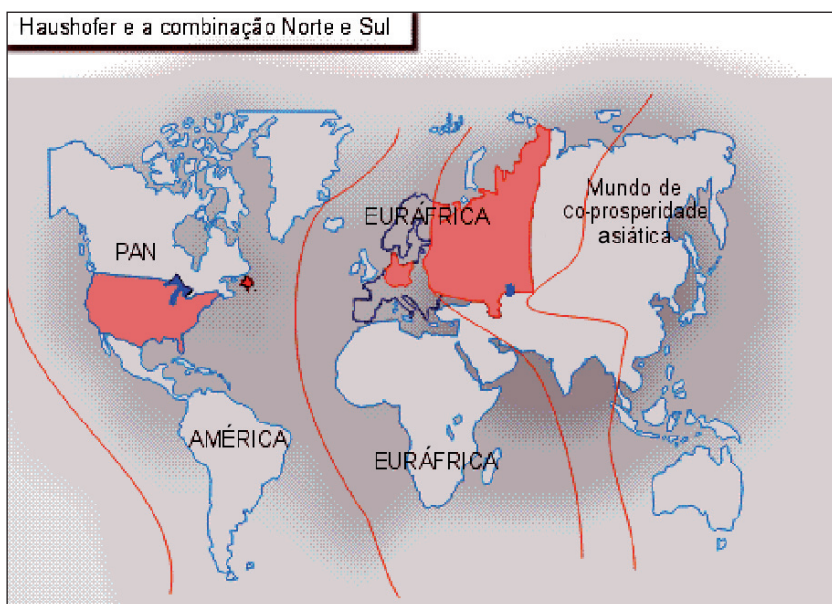 Haushofer e a combinação Norte e Sul
PAN
AMÉRICA
EURÁFRICA
EURÁFRICA
Mundo de
co-prosperidade
asiática.